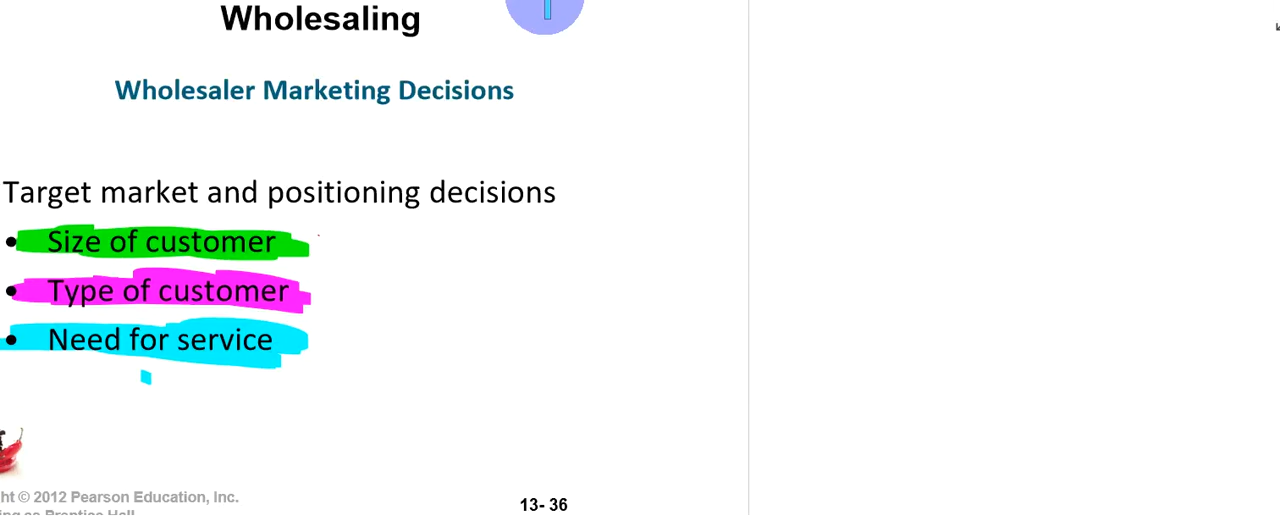 Wholesaling
Wholesaler Marketing Decisions
Target market and positioning decisions
• Size of customer
• Type of customer
• Need for service
ht © 2012 Pearson Education, Inc.
13- 36